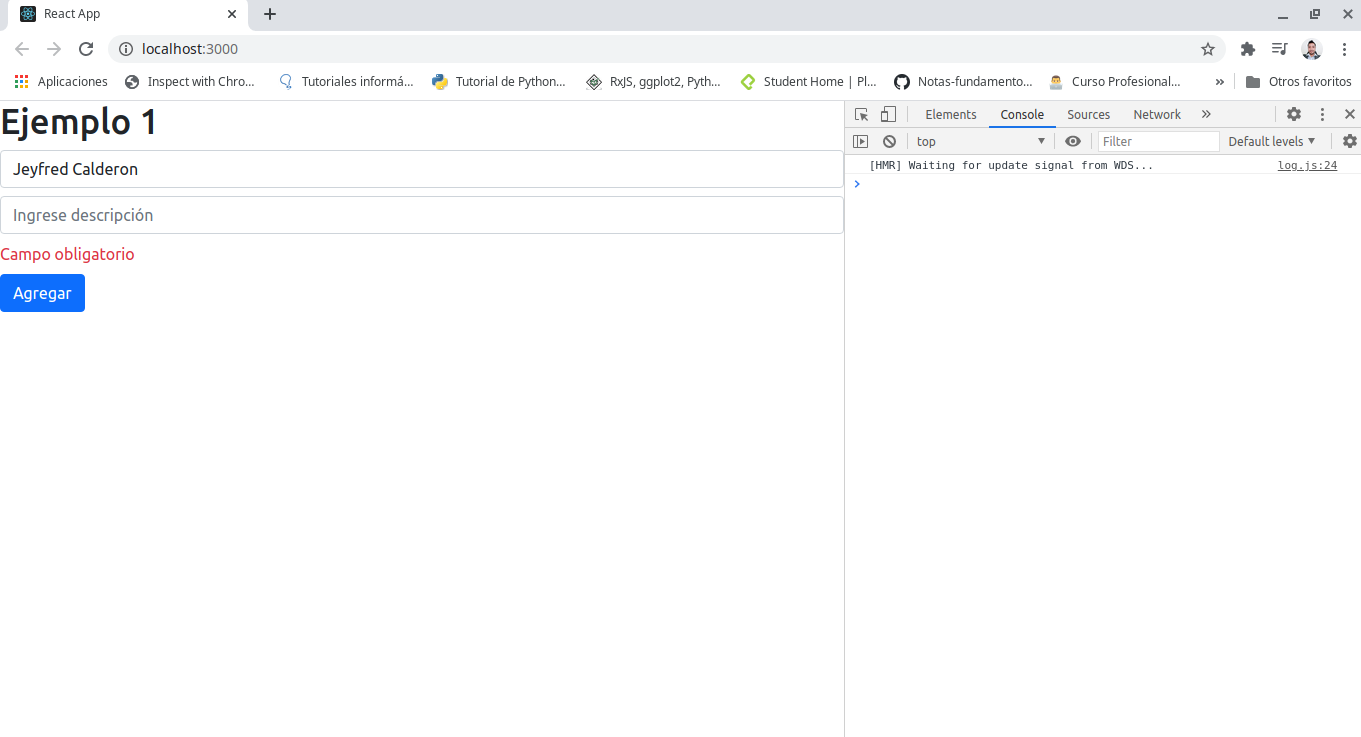 React App
localhost:3000
Aplicaciones Inspect with Chro... Tutoriales informá... Tutorial de Python... RxJS, ggplot2, Pyth... Student Home | Pl... Notas-fundamento... Curso Profesional... » Otros favoritos
Ejemplo 1
Jeyfred Calderon
Ingrese descripción
Campo obligatorio
Agregar
Elements Console Sources Network »
top Filter Default levels
[HMR] Waiting for update signal from WDS... log.js:24